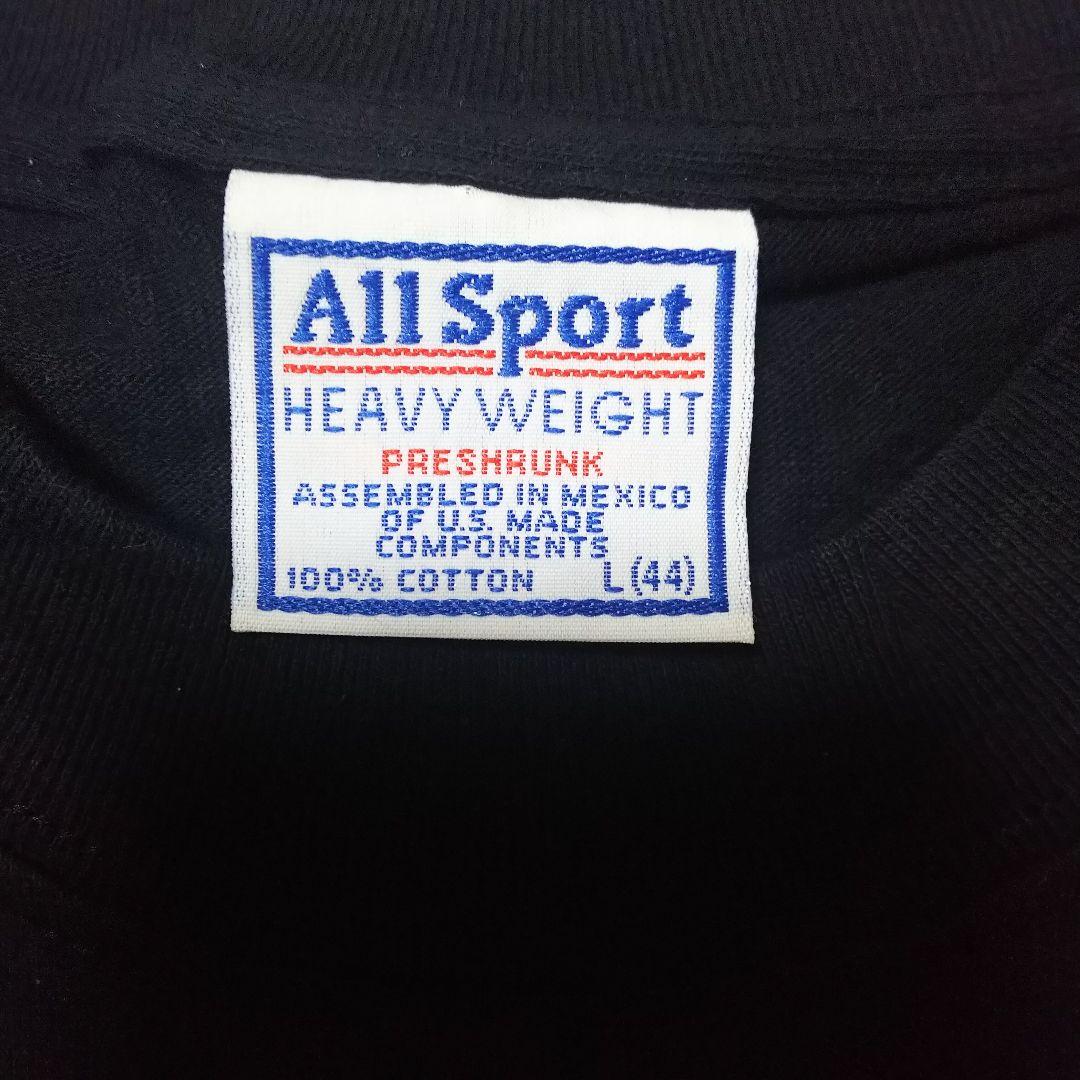 All Sport
HEAVY WEIGHT
PRESHRUNK
ASSEMBLED IN MEXICO
OF U.S. MADE
COMPONENTS
100% COTTON L(44)